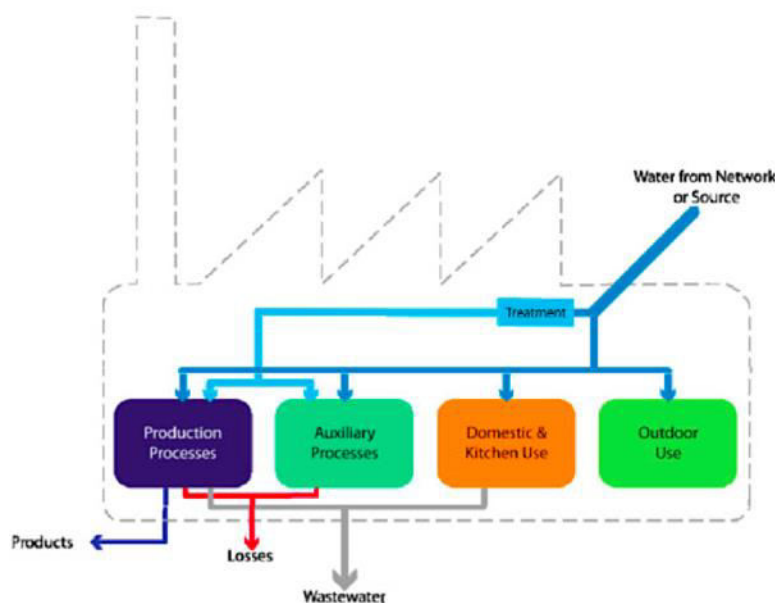 Water from Network
or Source
Treatment
Production
Processes
Auxiliary
Processes
Domestic &
Kitchen Use
Outdoor
Use
Products
Losses
Wastewater